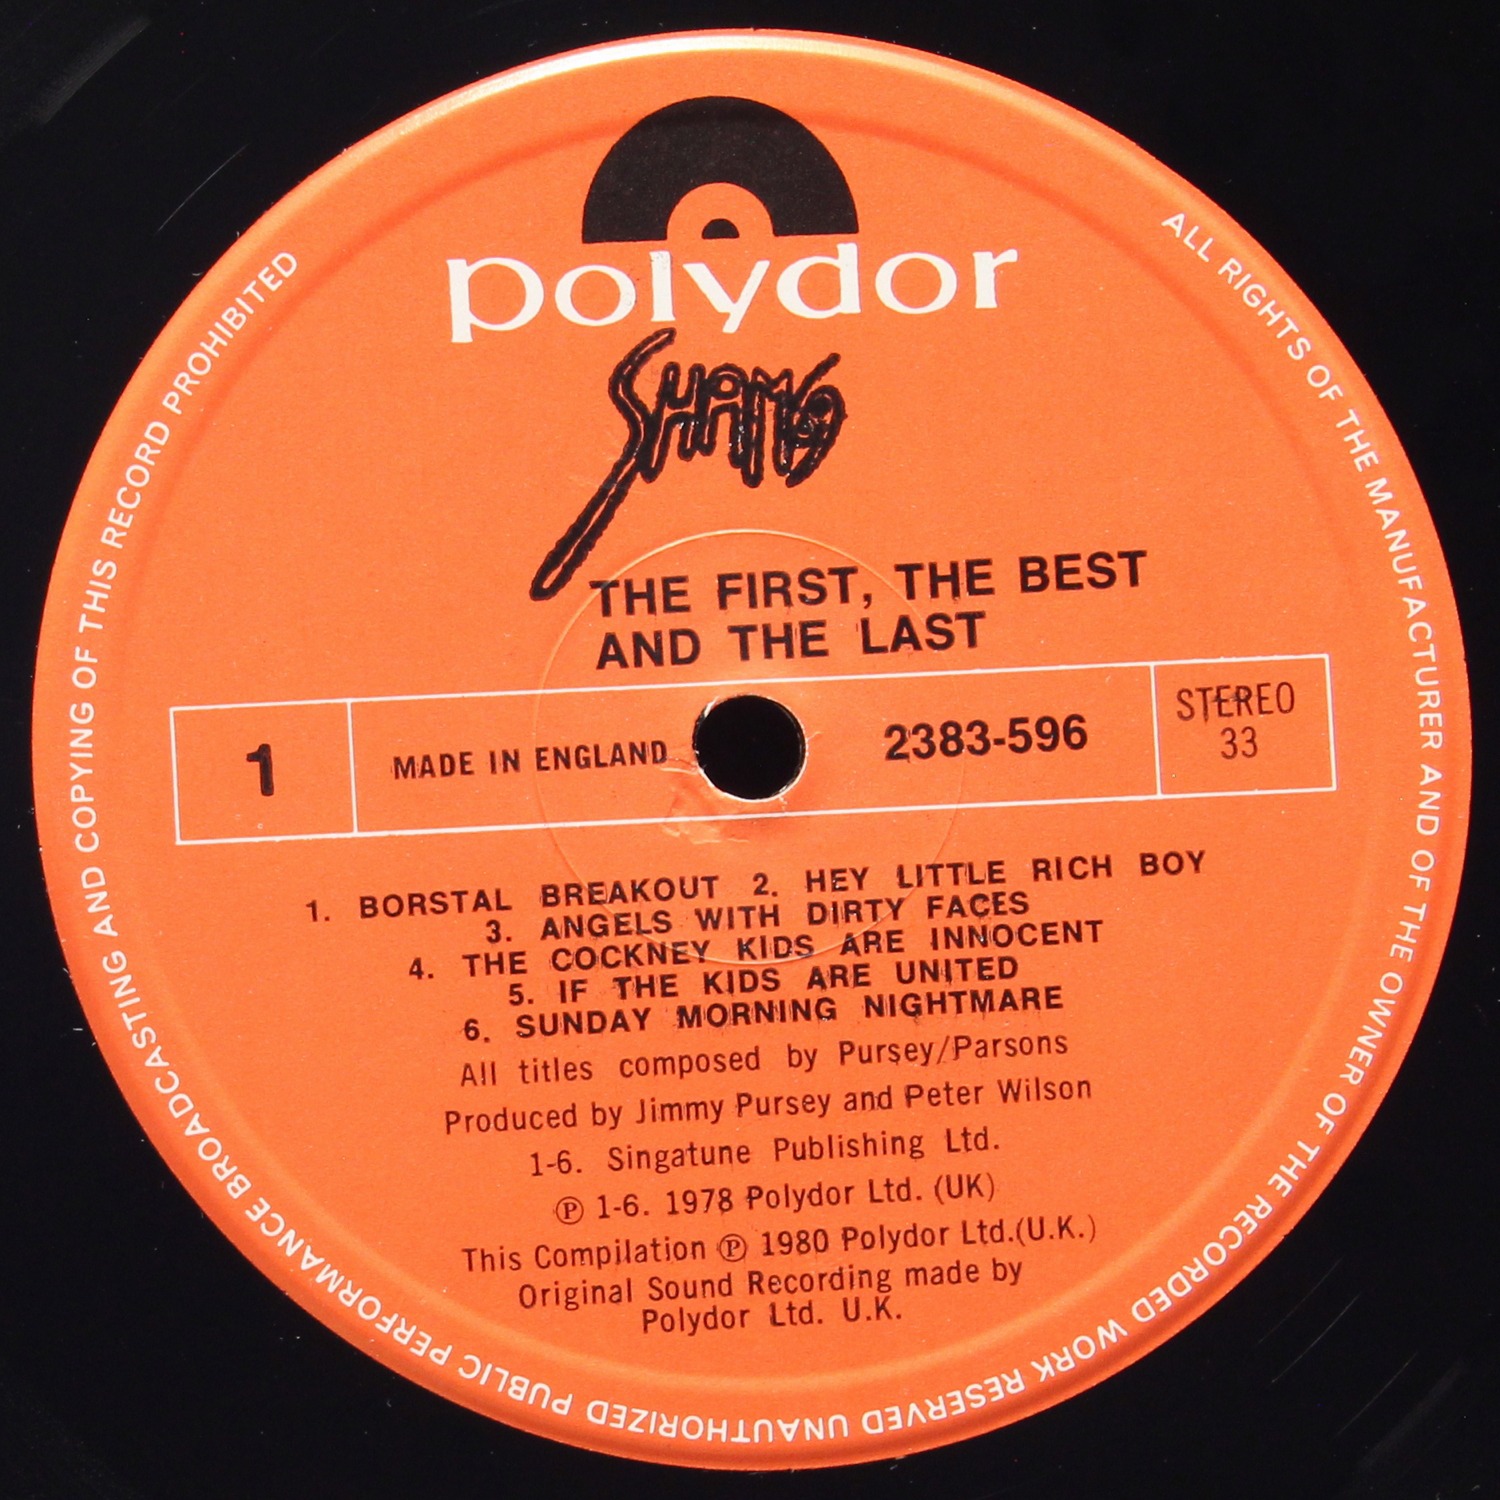 polydor
SHAM69
THE FIRST, THE BEST
AND THE LAST
1
MADE IN ENGLAND
2383-596
STEREO
33
1. BORSTAL BREAKOUT 2. HEY LITTLE RICH BOY
3. ANGELS WITH DIRTY FACES
4. THE COCKNEY KIDS ARE INNOCENT
5. IF THE KIDS ARE UNITED
6. SUNDAY MORNING NIGHTMARE
All titles composed by Pursey/Parsons
Produced by Jimmy Pursey and Peter Wilson
1-6. Singatune Publishing Ltd.
Ⓟ 1-6. 1978 Polydor Ltd. (UK)
This Compilation Ⓟ 1980 Polydor Ltd.(U.K.)
Original Sound Recording made by
Polydor Ltd. U.K.
ALL RIGHTS OF THE MANUFACTURER AND OF THE OWNER OF THE RECORDED WORK RESERVED UNAUTHORIZED PUBLIC PERFORMANCE BROADCASTING AND COPYING OF THIS RECORD PROHIBITED